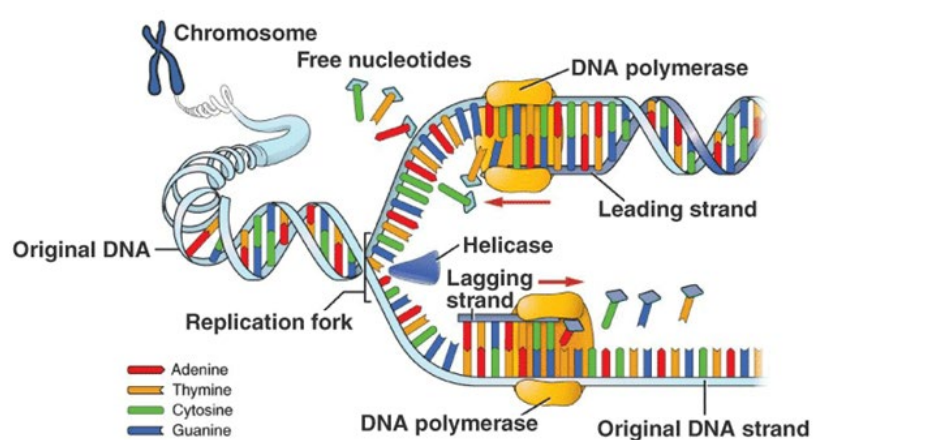 Chromosome
Free nucleotides
DNA polymerase
Leading strand
Original DNA
Helicase
Lagging
strand
Replication fork
Adenine
Thymine
Cytosine
Guanine
DNA polymerase
Original DNA strand